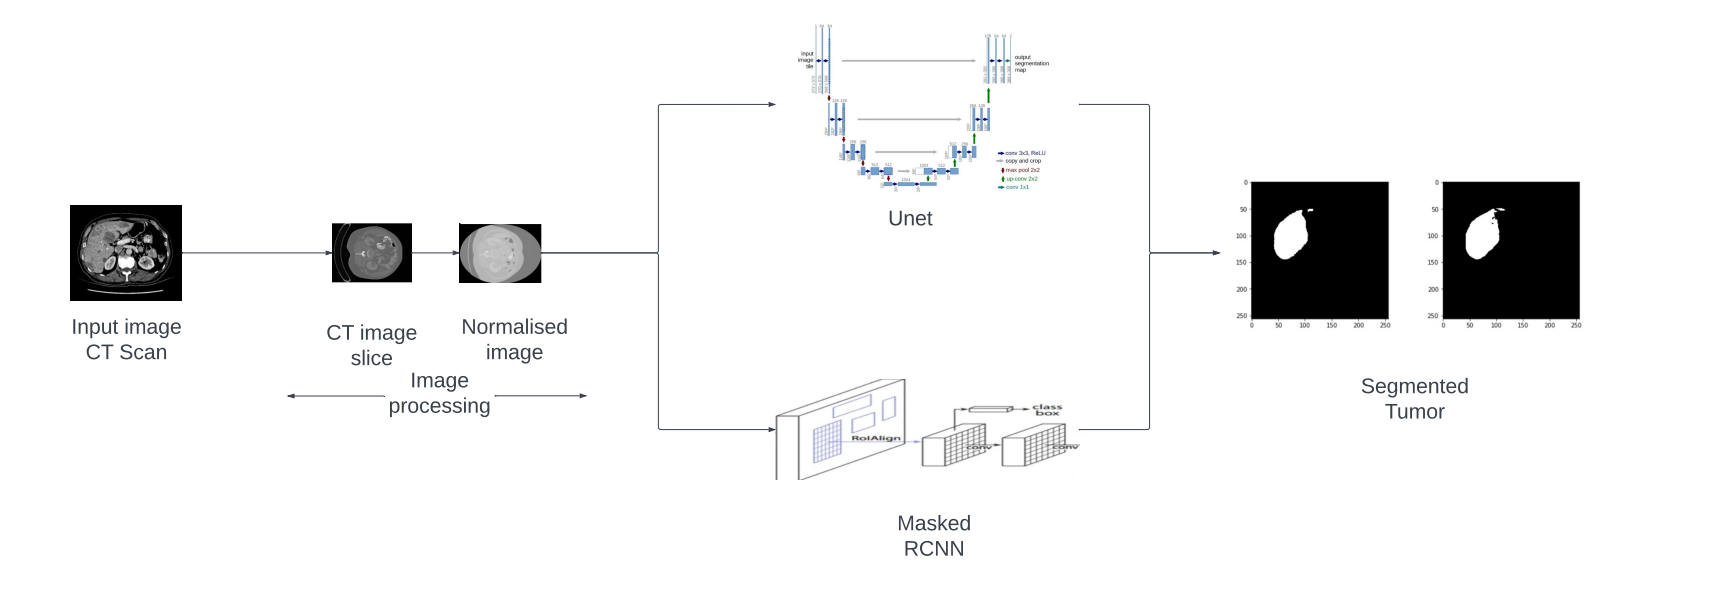 input
image
tile
output
segmentation
map
conv 3x3, ReLU
copy and crop
max pool 2x2
up-conv 2x2
conv 1x1
Unet
Input image
CT Scan
CT image
slice
Normalised
image
Image
processing
RoIAlign
class
box
conv
conv
Masked
RCNN
0
50
100
150
200
250
0 50 100 150 200 250
0
50
100
150
200
250
0 50 100 150 200 250
Segmented
Tumor